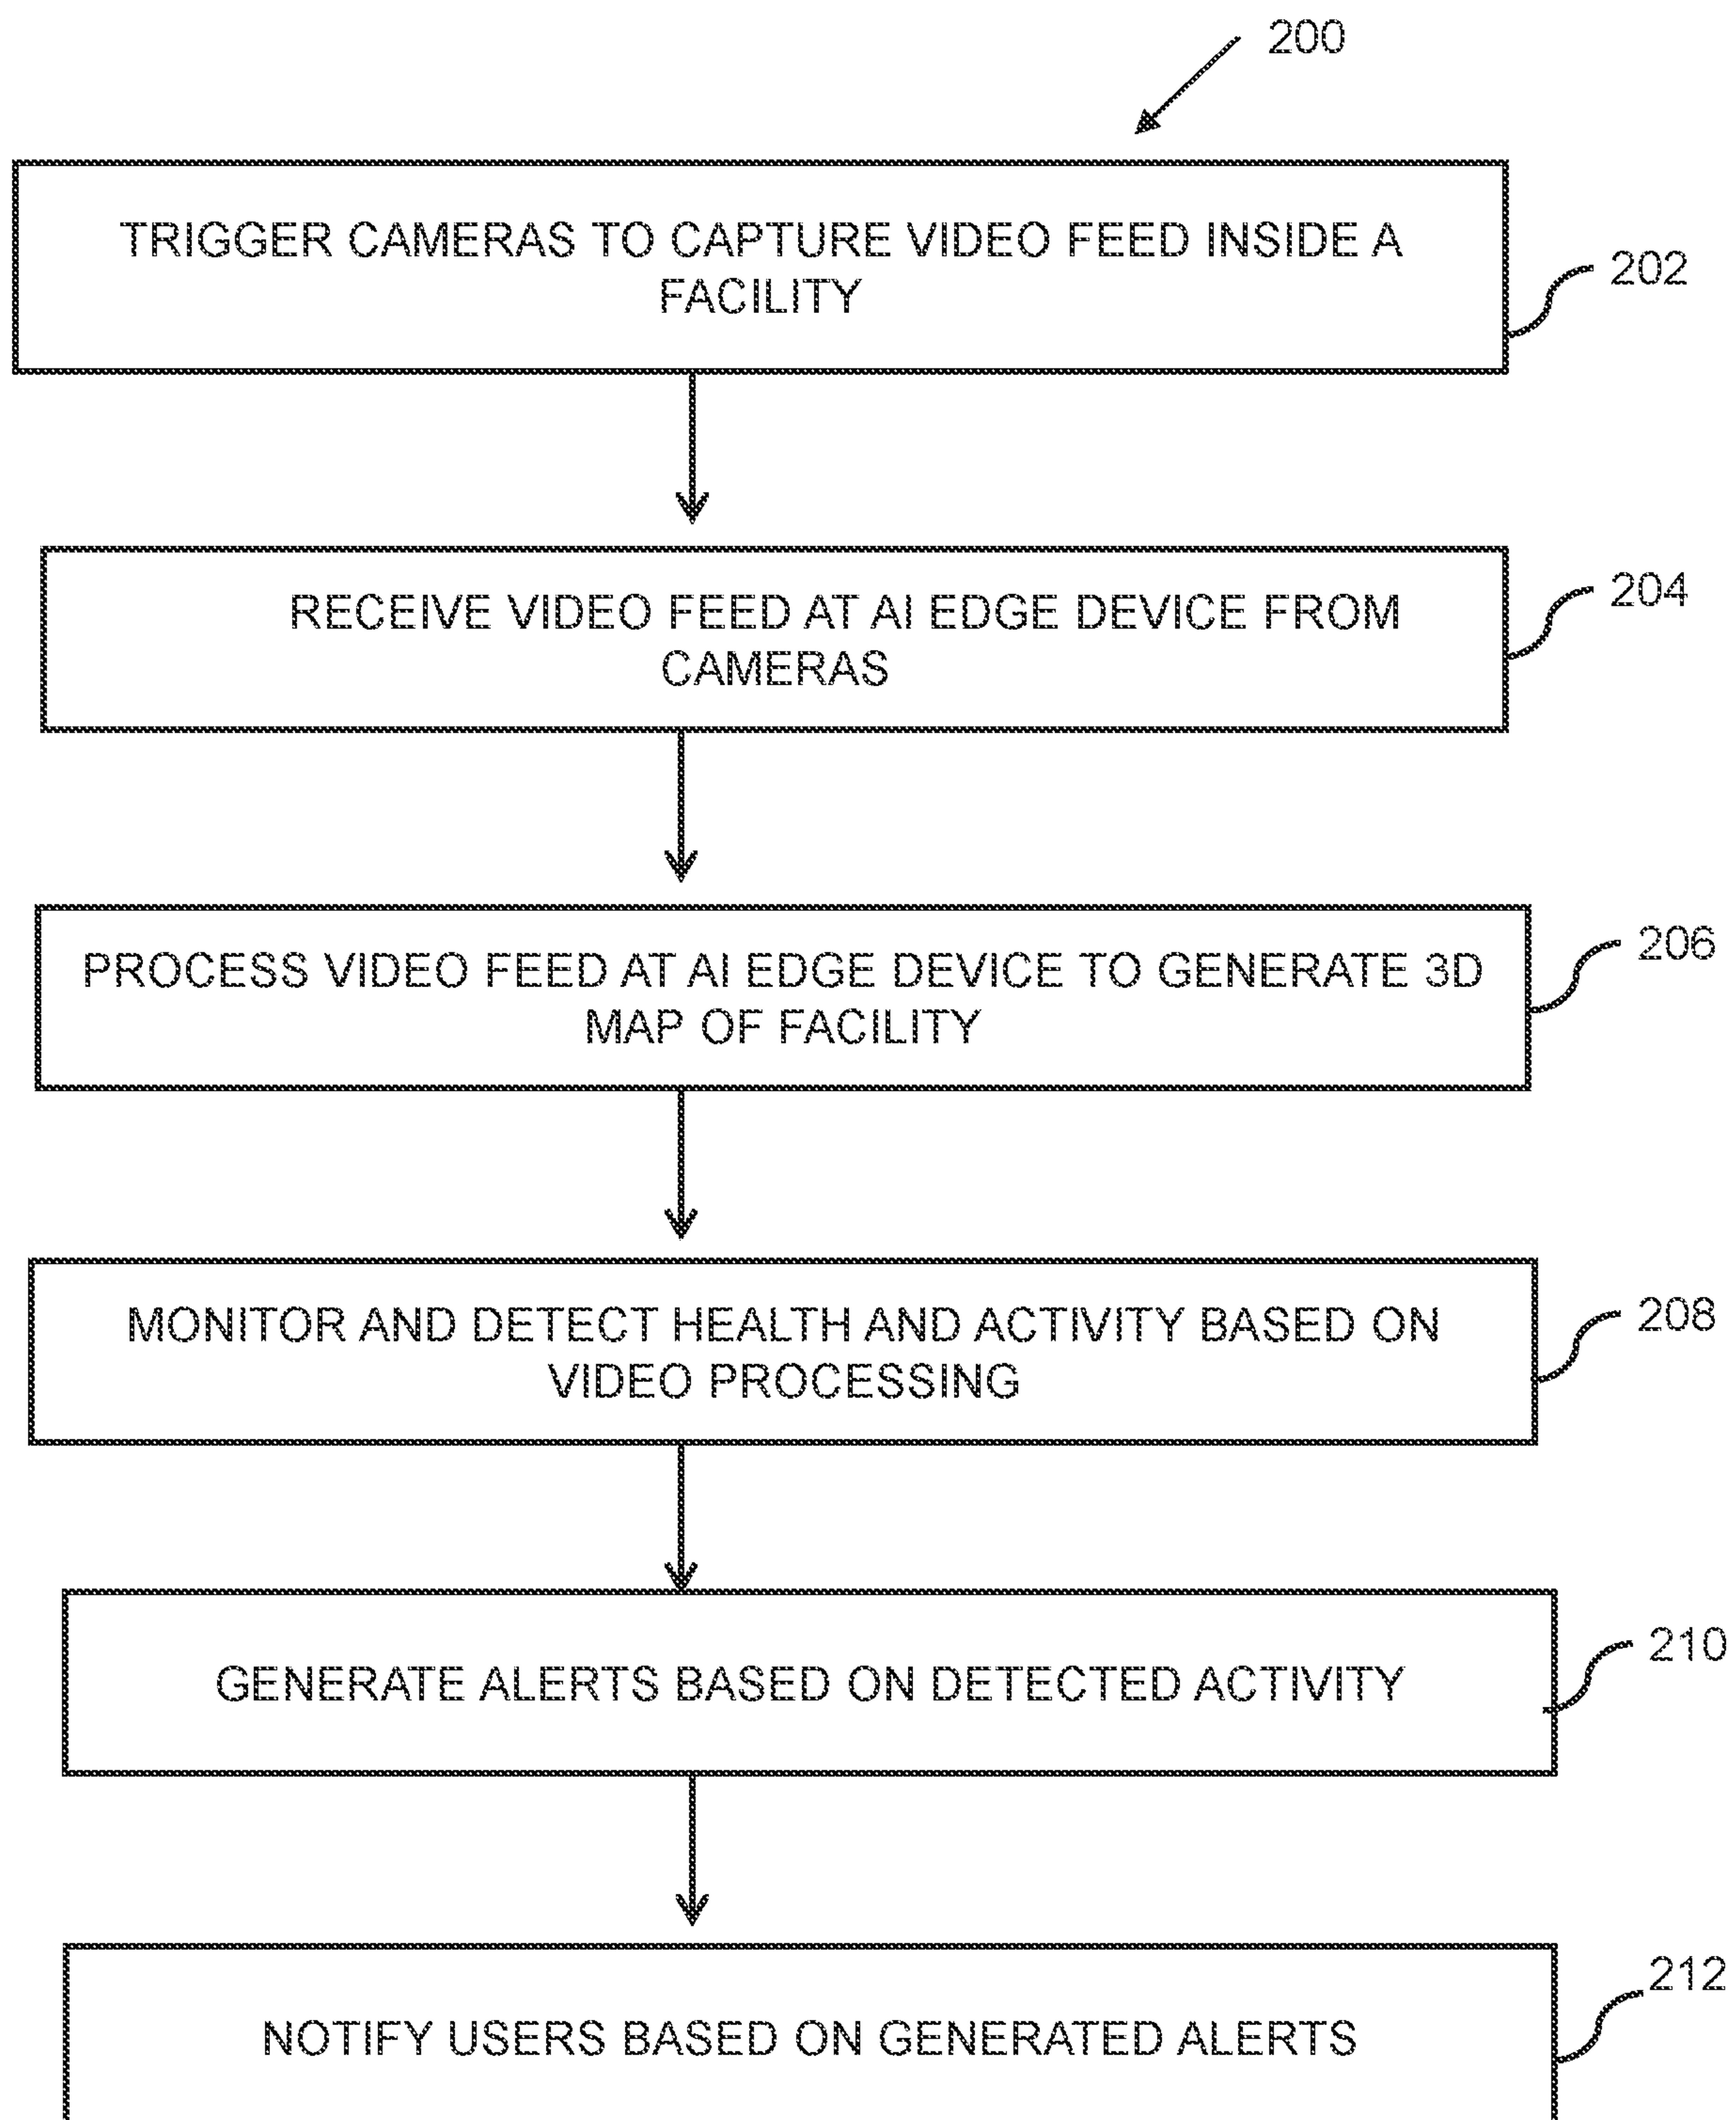 200
TRIGGER CAMERAS TO CAPTURE VIDEO FEED INSIDE A
FACILITY
202
RECEIVE VIDEO FEED AT AI EDGE DEVICE FROM
CAMERAS
204
PROCESS VIDEO FEED AT AI EDGE DEVICE TO GENERATE 3D
MAP OF FACILITY
206
MONITOR AND DETECT HEALTH AND ACTIVITY BASED ON
VIDEO PROCESSING
208
GENERATE ALERTS BASED ON DETECTED ACTIVITY
210
NOTIFY USERS BASED ON GENERATED ALERTS
212